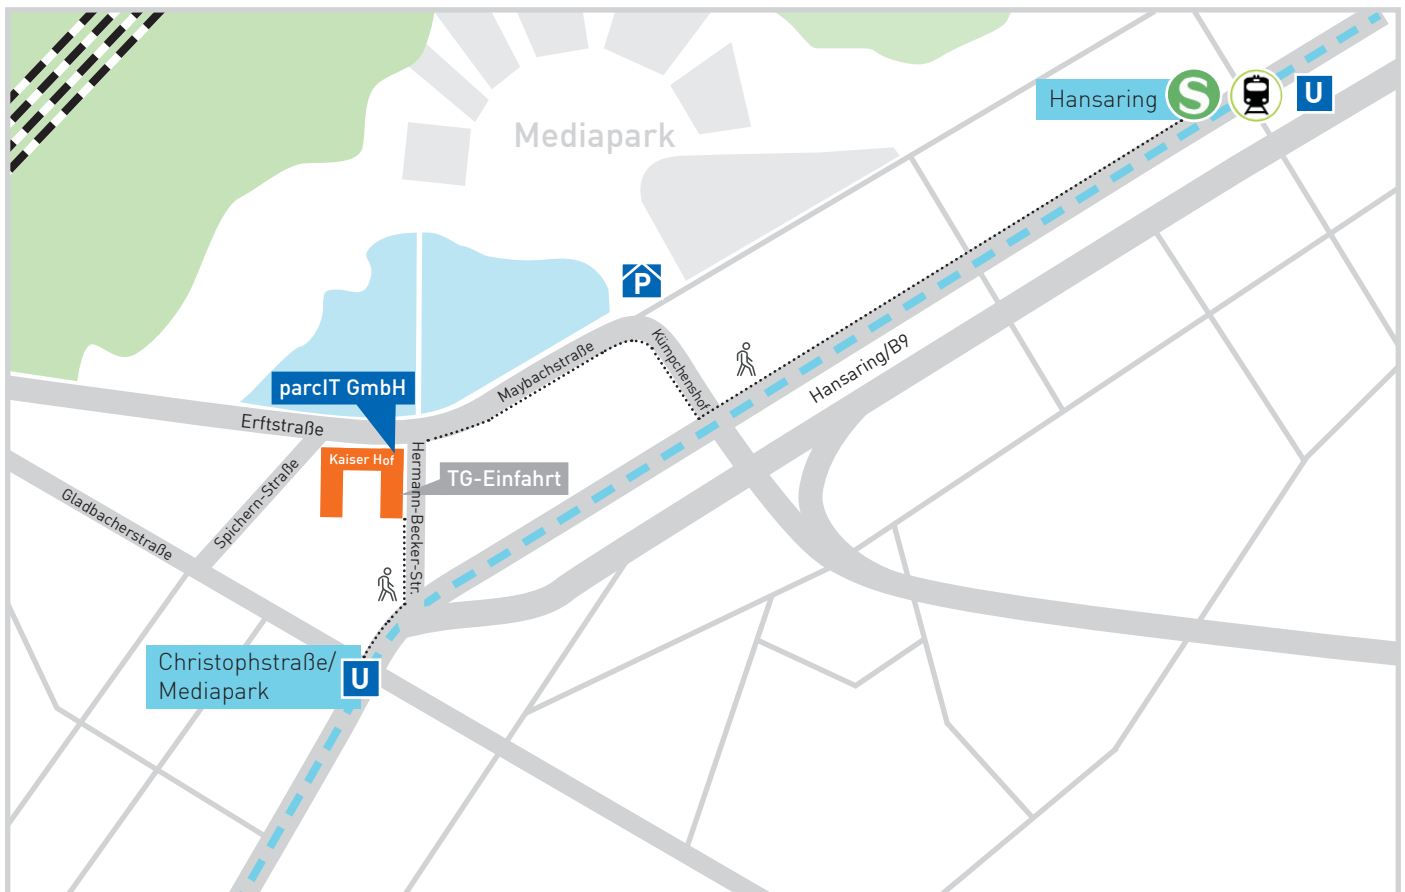 Mediapark
Hansaring
S
U
P
Kümpchenshof
Maybachstraße
Hansaring/B9
parcIT GmbH
Erftstraße
Kaiser Hof
Hermann-Becker-Str.
TG-Einfahrt
Spichern-Straße
Gladbacherstraße
Christophstraße/
Mediapark
U